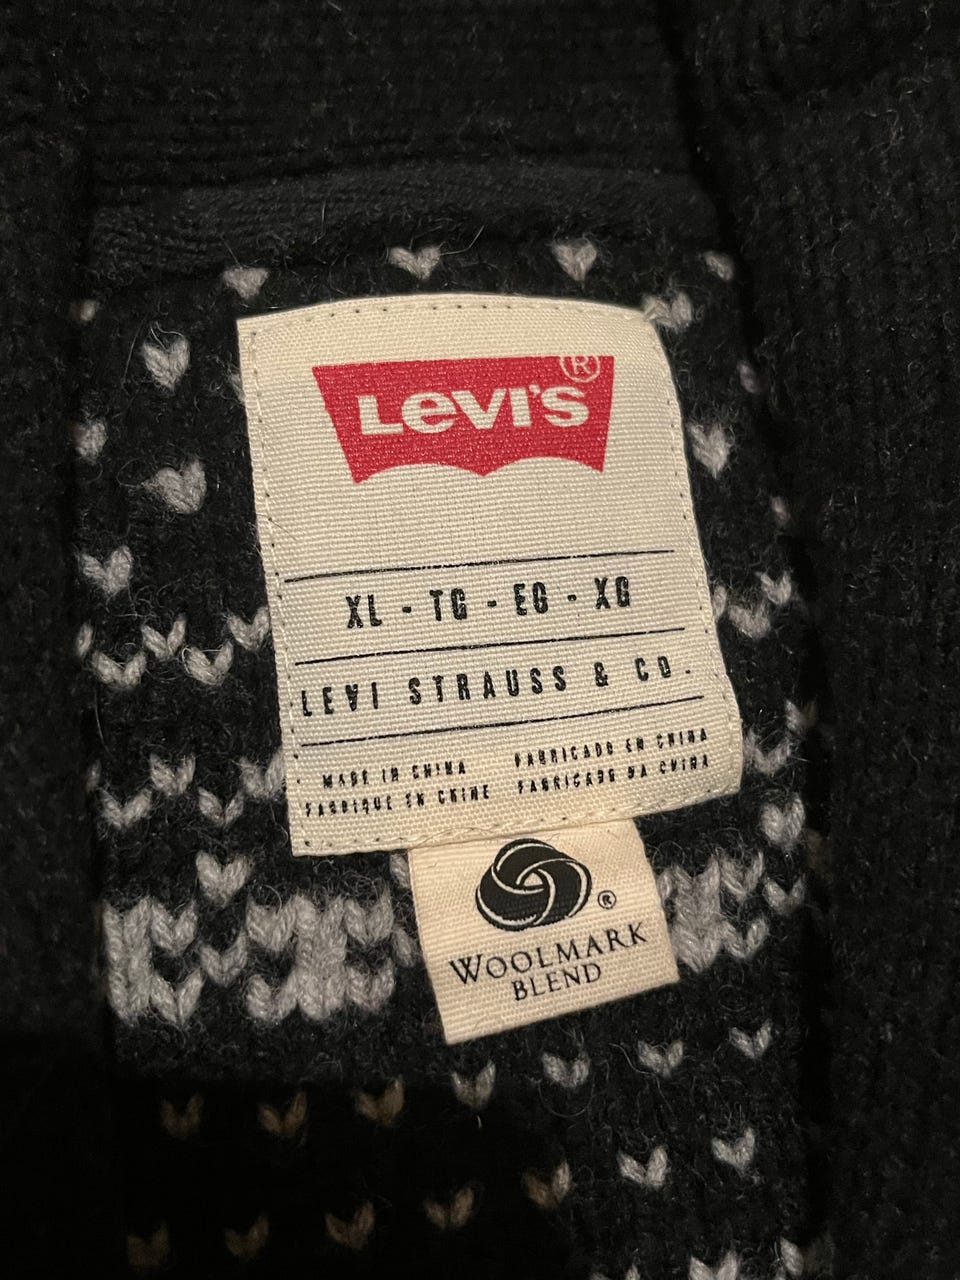 LEVI'S®
XL - TG - EG - XG
LEVI STRAUSS & CO.
MADE IN CHINA
FABRIQUÉ EN CHINE
FABRICADO EN CHINA
FABRICADO NA CHINA
®
WOOLMARK
BLEND